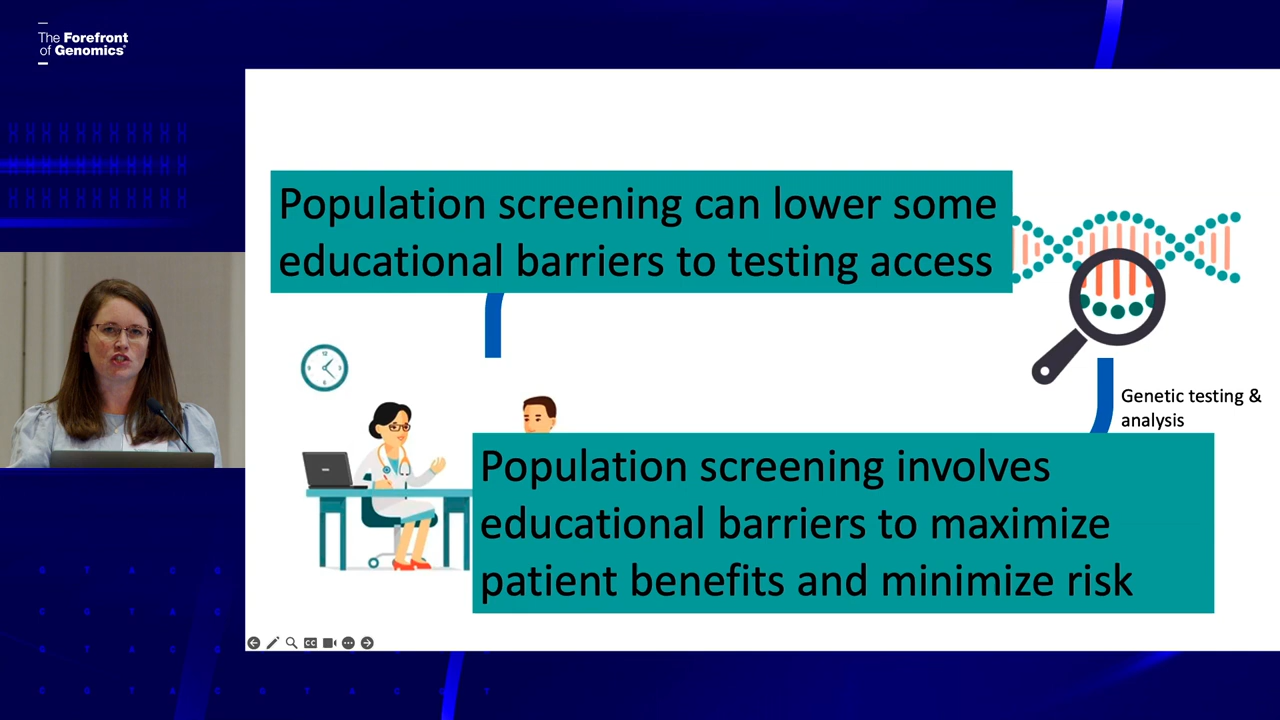 The Forefront
of Genomics®
Population screening can lower some
educational barriers to testing access
Genetic testing &
analysis
Population screening involves
educational barriers to maximize
patient benefits and minimize risk
CC